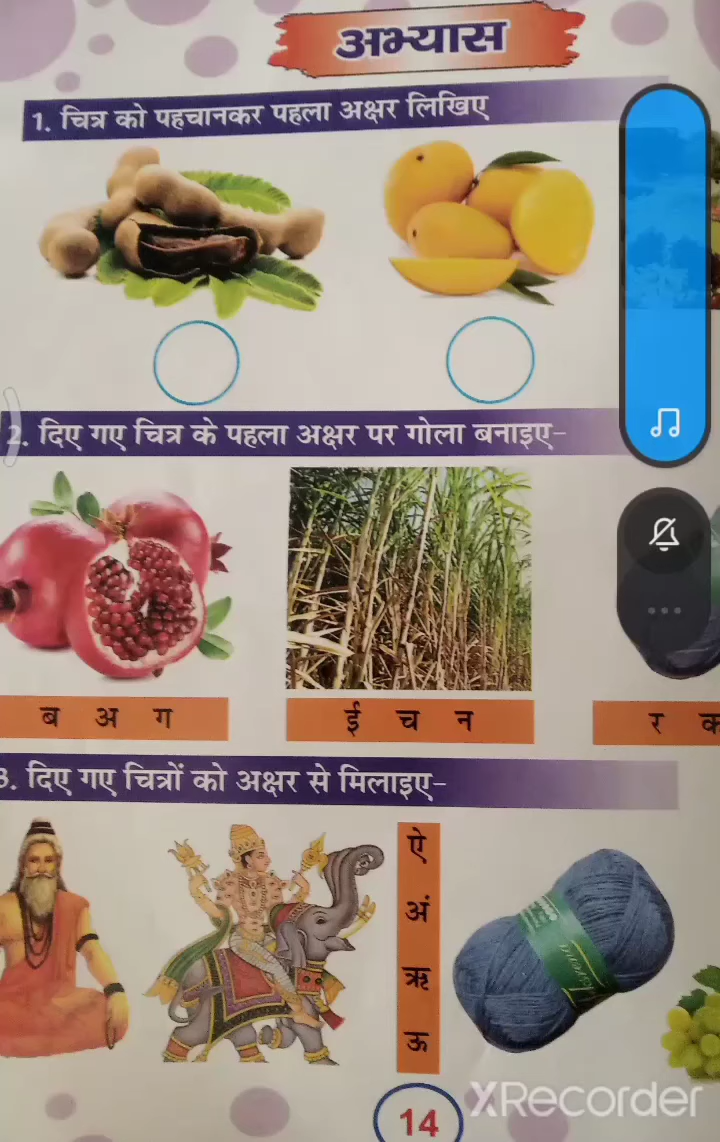 अभ्यास
1. चित्र को पहचानकर पहला अक्षर लिखिए
2. दिए गए चित्र के पहला अक्षर पर गोला बनाइए-
ब अ ग
ई च न
र क
3. दिए गए चित्रों को अक्षर से मिलाइए-
ऐ
अं
ऋ
ऊ
14
XRecorder